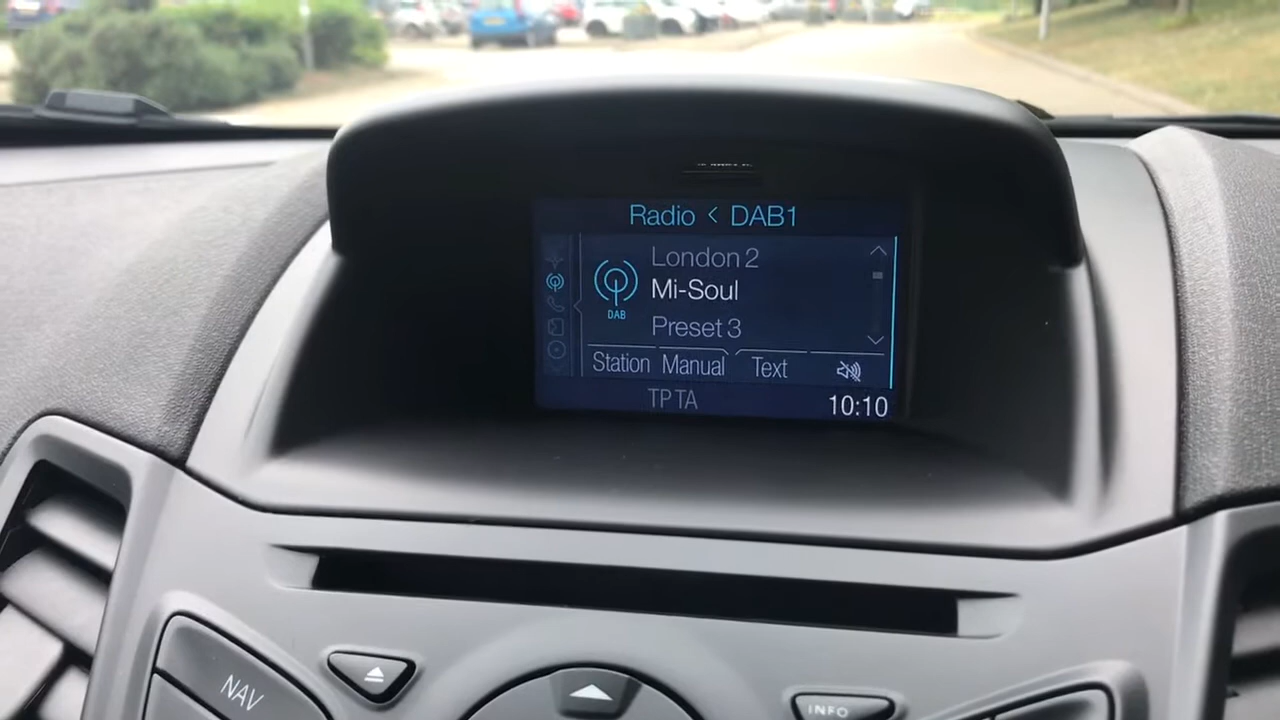 Radio < DAB1
London 2
Mi-Soul
DAB
Preset 3
Station Manual Text
TP TA
10:10
NAV
INFO